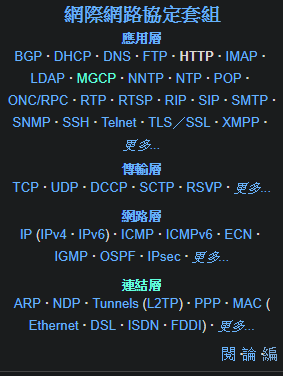 網際網路協定套組
應用層
BGP · DHCP · DNS · FTP · HTTP · IMAP ·
LDAP · MGCP · NNTP · NTP · POP ·
ONC/RPC · RTP · RTSP · RIP · SIP · SMTP ·
SNMP · SSH · Telnet · TLS／SSL · XMPP ·
更多...
傳輸層
TCP · UDP · DCCP · SCTP · RSVP · 更多...
網路層
IP (IPv4 · IPv6) · ICMP · ICMPv6 · ECN ·
IGMP · OSPF · IPsec · 更多...
連結層
ARP · NDP · Tunnels (L2TP) · PPP · MAC (
Ethernet · DSL · ISDN · FDDI) · 更多...
閱·論·編